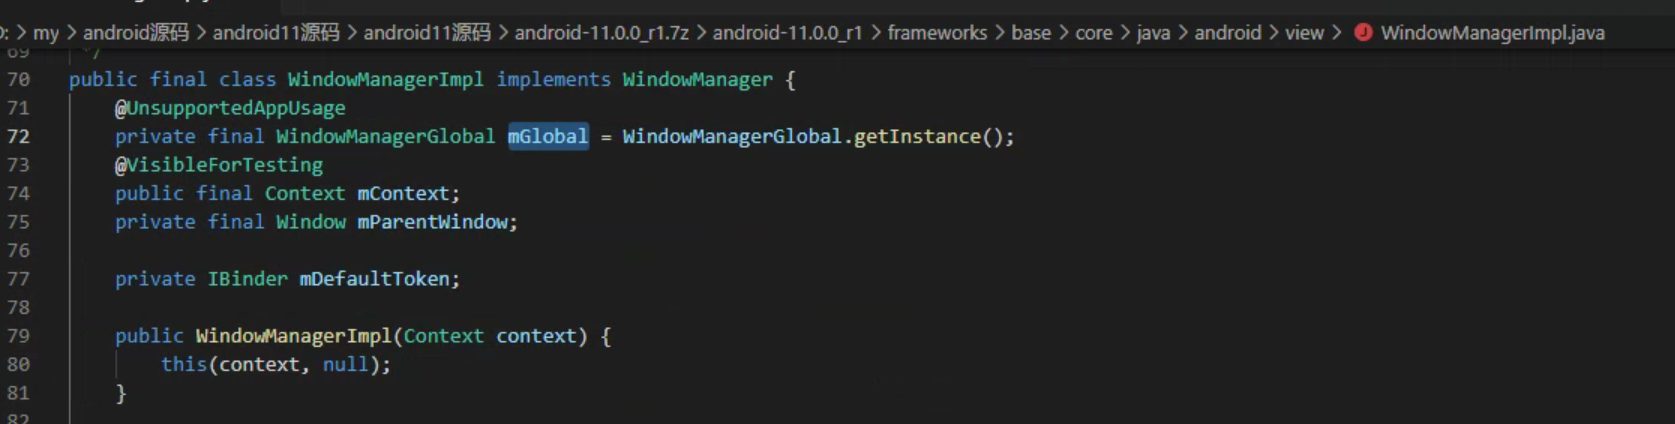 : > my > android源码 > android11源码 > android11源码 > android-11.0.0_r1.7z > android-11.0.0_r1 > frameworks > base > core > java > android > view > J WindowManagerImpl.java
69 */
70 public final class WindowManagerImpl implements WindowManager {
71 @UnsupportedAppUsage
72 private final WindowManagerGlobal mGlobal = WindowManagerGlobal.getInstance();
73 @VisibleForTesting
74 public final Context mContext;
75 private final Window mParentWindow;
76
77 private IBinder mDefaultToken;
78
79 public WindowManagerImpl(Context context) {
80 this(context, null);
81 }
82